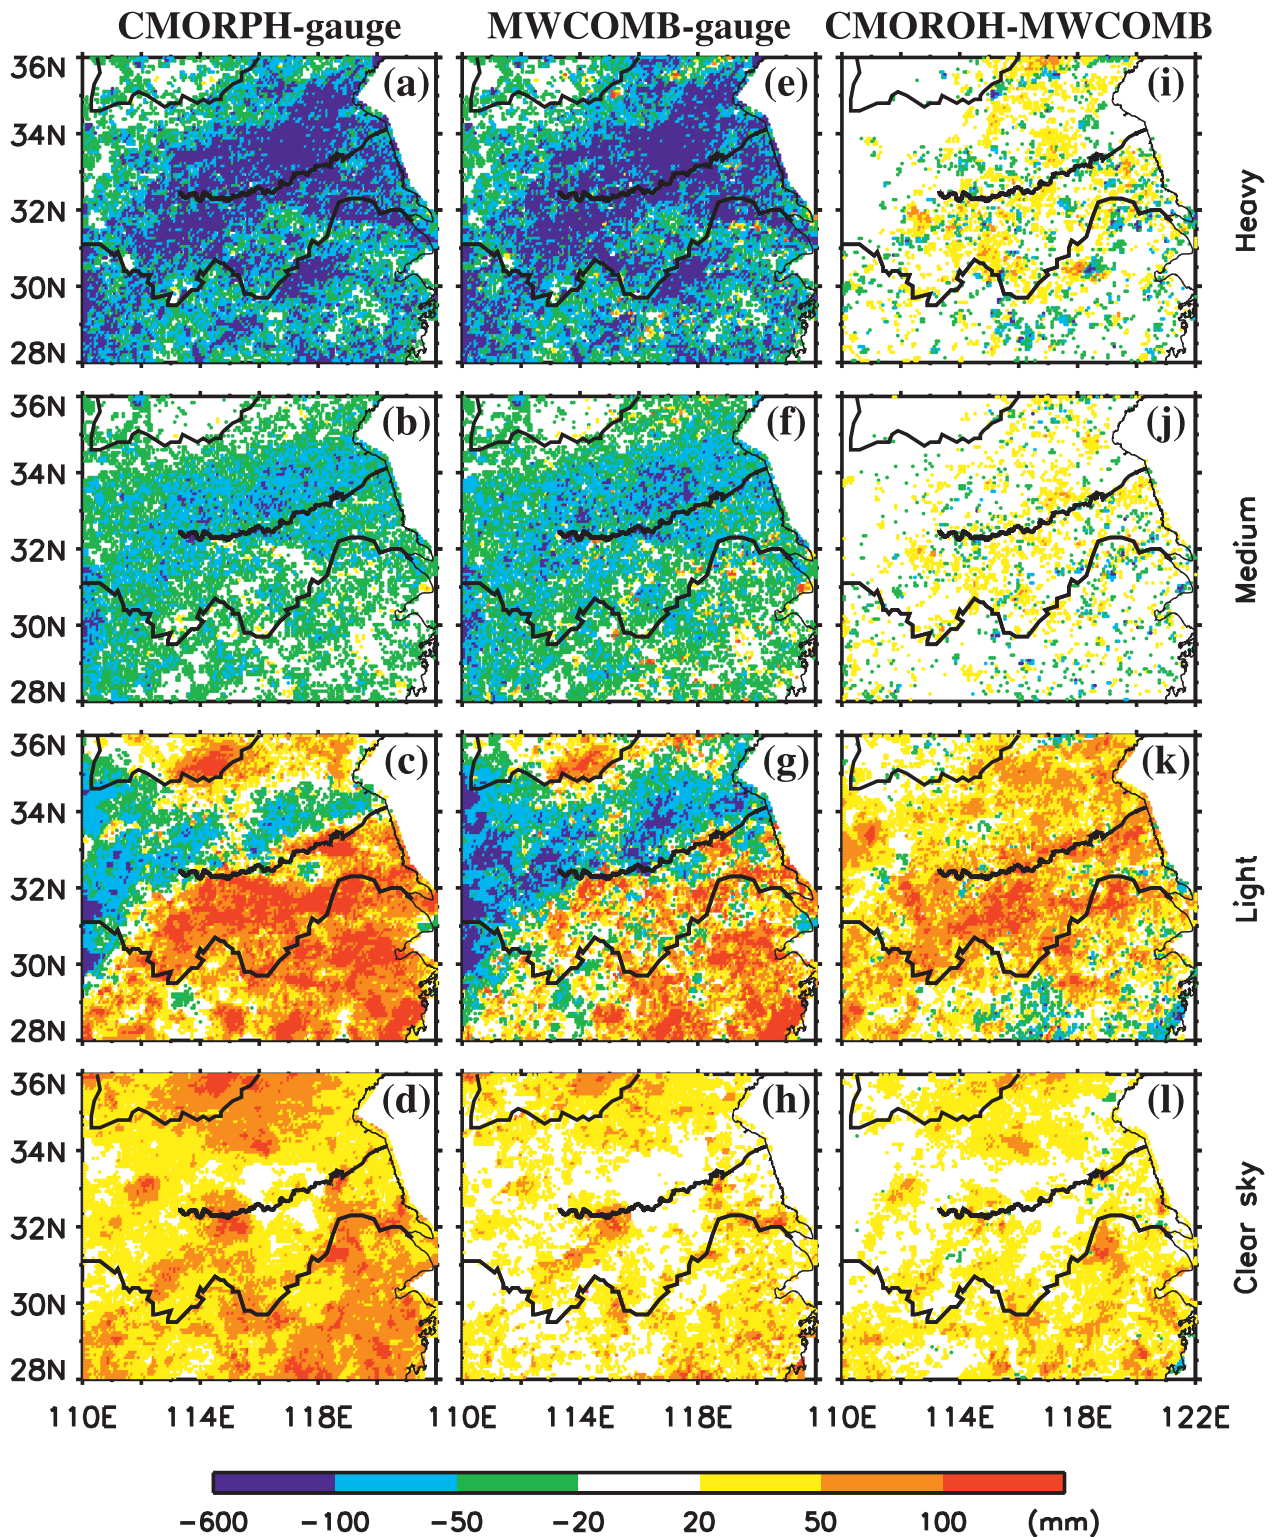 CMORPH-gauge MWCOMB-gauge CMOROH-MWCOMB
36N (a) (e) (i)
34N
Heavy
32N
30N
28N
36N (b) (f) (j)
34N
Medium
32N
30N
28N
36N (c) (g) (k)
34N
Light
32N
30N
28N
36N (d) (h) (l)
34N
Clear sky
32N
30N
28N
110E 114E 118E 110E 114E 118E 110E 114E 118E 122E
-600 -100 -50 -20 20 50 100 (mm)